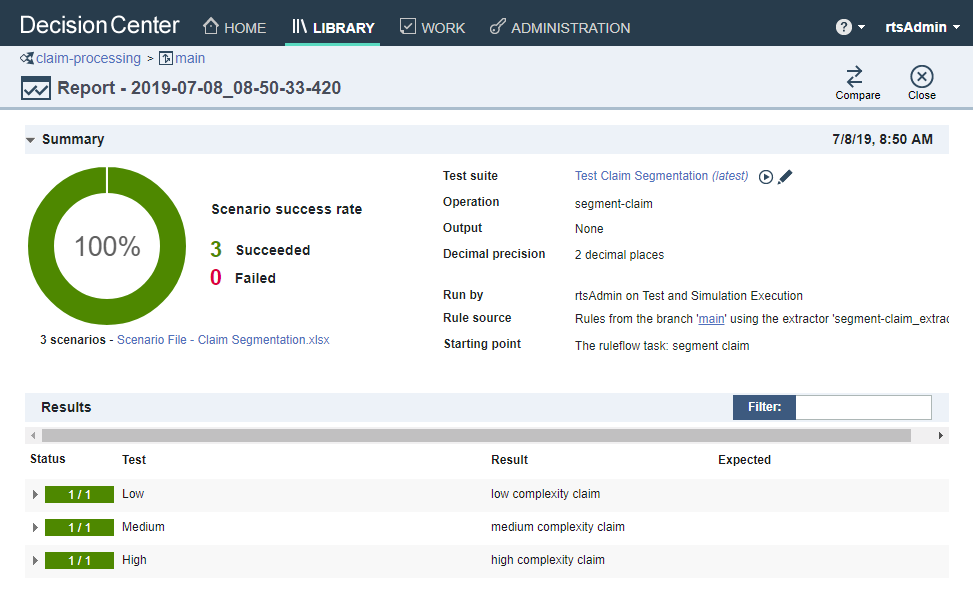 Decision Center HOME LIBRARY WORK ADMINISTRATION ? rtsAdmin
claim-processing > main
Report - 2019-07-08_08-50-33-420
Compare Close
Summary 7/8/19, 8:50 AM
100%
Scenario success rate
3 Succeeded
0 Failed
3 scenarios - Scenario File - Claim Segmentation.xlsx
Test suite Test Claim Segmentation (latest)
Operation segment-claim
Output None
Decimal precision 2 decimal places
Run by rtsAdmin on Test and Simulation Execution
Rule source Rules from the branch 'main' using the extractor 'segment-claim_extrac
Starting point The ruleflow task: segment claim
Results Filter:
Status Test Result Expected
1 / 1 Low low complexity claim
1 / 1 Medium medium complexity claim
1 / 1 High high complexity claim